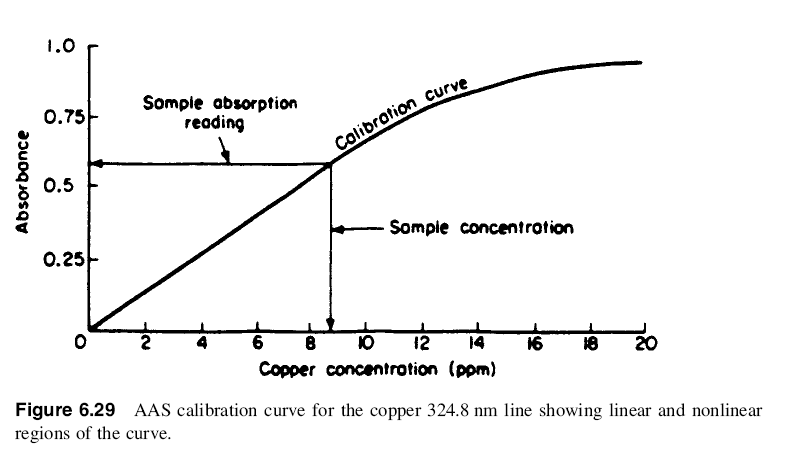 1.0
Sample absorption
reading
Calibration curve
0.75
Absorbance
0.5
Sample concentration
0.25
0 2 4 6 8 10 12 14 16 18 20
Copper concentration (ppm)
Figure 6.29 AAS calibration curve for the copper 324.8 nm line showing linear and nonlinear
regions of the curve.